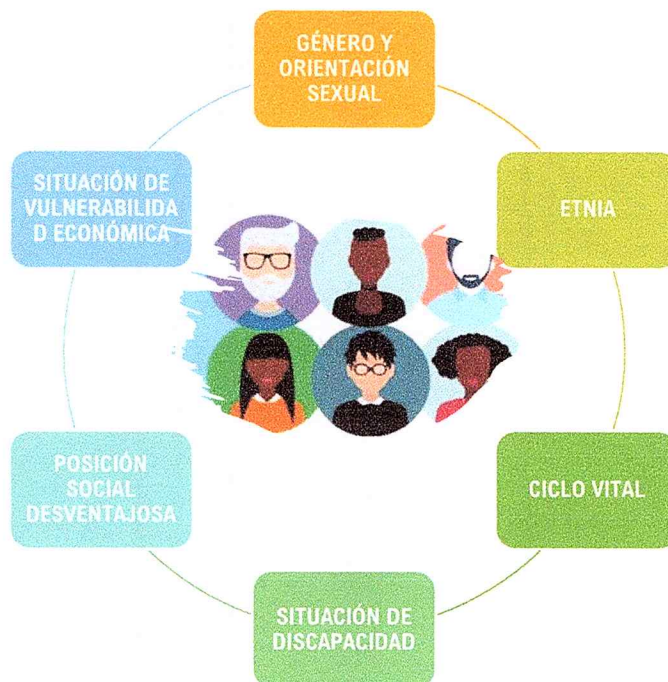 GÉNERO Y
ORIENTACIÓN
SEXUAL
ETNIA
CICLO VITAL
SITUACIÓN DE
DISCAPACIDAD
POSICIÓN
SOCIAL
DESVENTAJOSA
SITUACIÓN DE
VULNERABILIDA
D ECONÓMICA